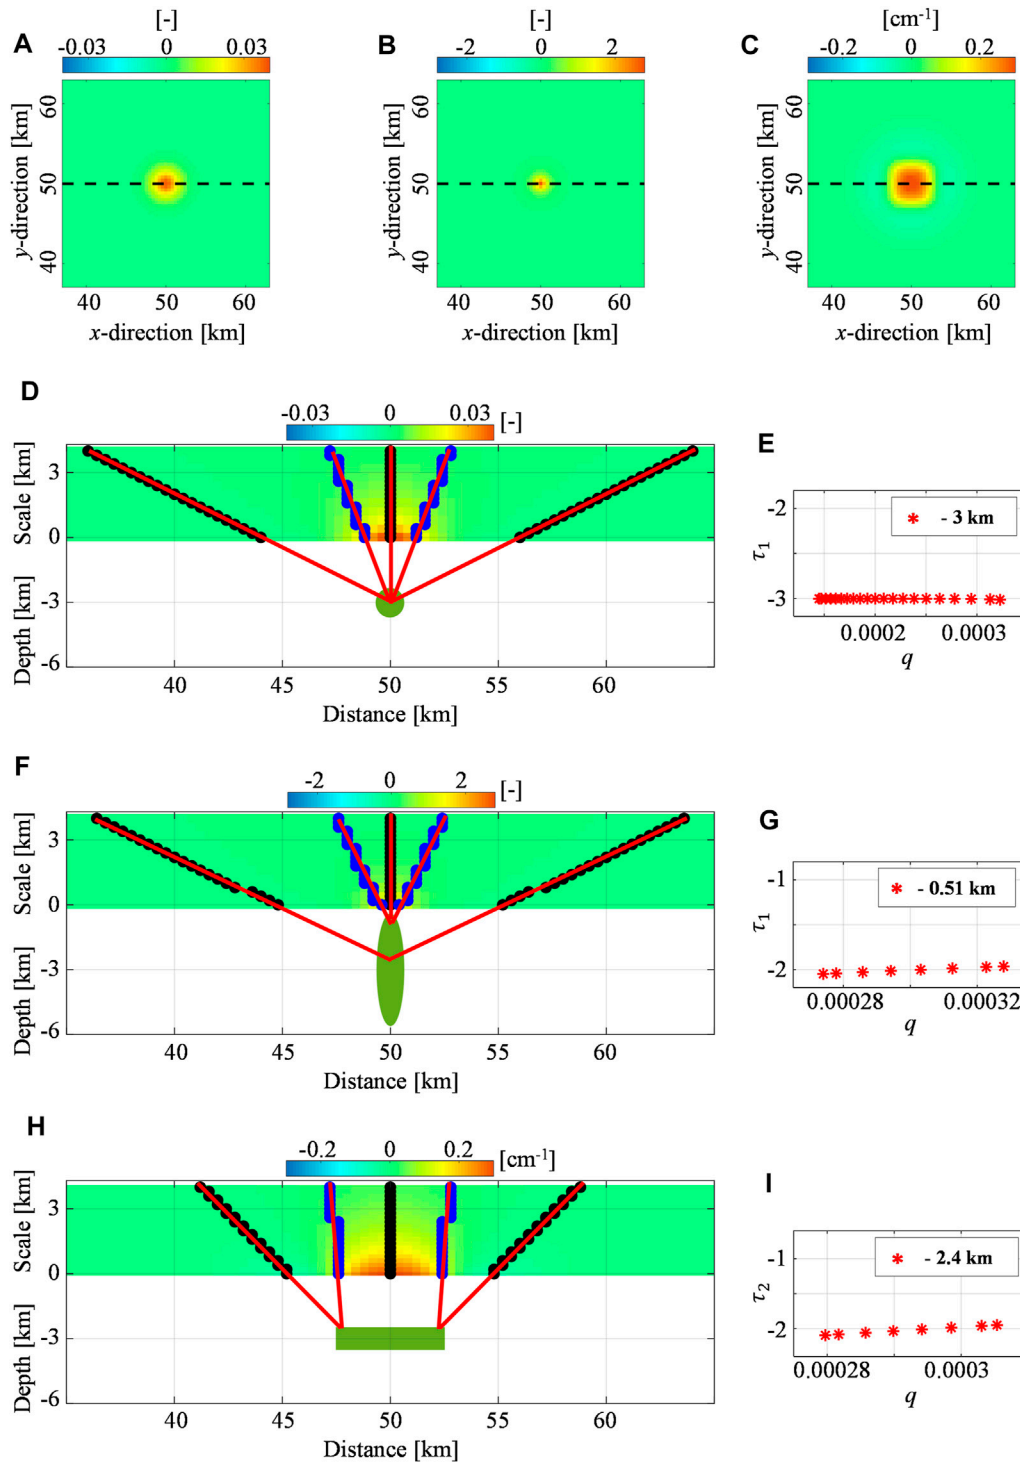 A
[-]
-0.03 0 0.03
y-direction [km]
60
50
40
40 50 60
x-direction [km]
B
[-]
-2 0 2
y-direction [km]
60
50
40
40 50 60
x-direction [km]
C
[cm-1]
-0.2 0 0.2
y-direction [km]
60
50
40
40 50 60
x-direction [km]
D
-0.03 0 0.03 [-]
Scale [km]
3
0
Depth [km]
-3
-6
40 45 50 55 60
Distance [km]
E
-2
-3
τ1
- 3 km
0.0002 0.0003
q
F
-2 0 2 [-]
Scale [km]
3
0
Depth [km]
-3
-6
40 45 50 55 60
Distance [km]
G
-1
-2
τ1
- 0.51 km
0.00028 0.00032
q
H
-0.2 0 0.2 [cm-1]
Scale [km]
3
0
Depth [km]
-3
-6
40 45 50 55 60
Distance [km]
I
-1
-2
τ2
- 2.4 km
0.00028 0.0003
q